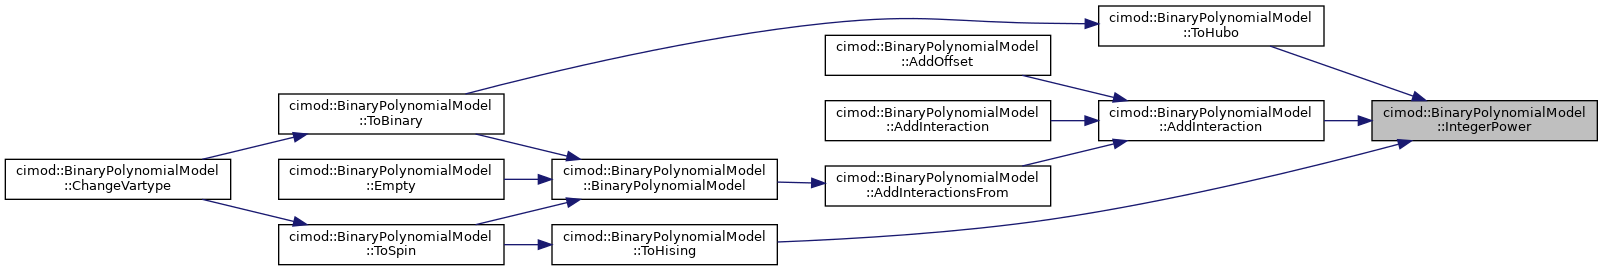 cimod::BinaryPolynomialModel
::ToHubo
cimod::BinaryPolynomialModel
::AddOffset
cimod::BinaryPolynomialModel
::ToBinary
cimod::BinaryPolynomialModel
::AddInteraction
cimod::BinaryPolynomialModel
::AddInteraction
cimod::BinaryPolynomialModel
::IntegerPower
cimod::BinaryPolynomialModel
::ChangeVartype
cimod::BinaryPolynomialModel
::Empty
cimod::BinaryPolynomialModel
::BinaryPolynomialModel
cimod::BinaryPolynomialModel
::AddInteractionsFrom
cimod::BinaryPolynomialModel
::ToSpin
cimod::BinaryPolynomialModel
::ToHising